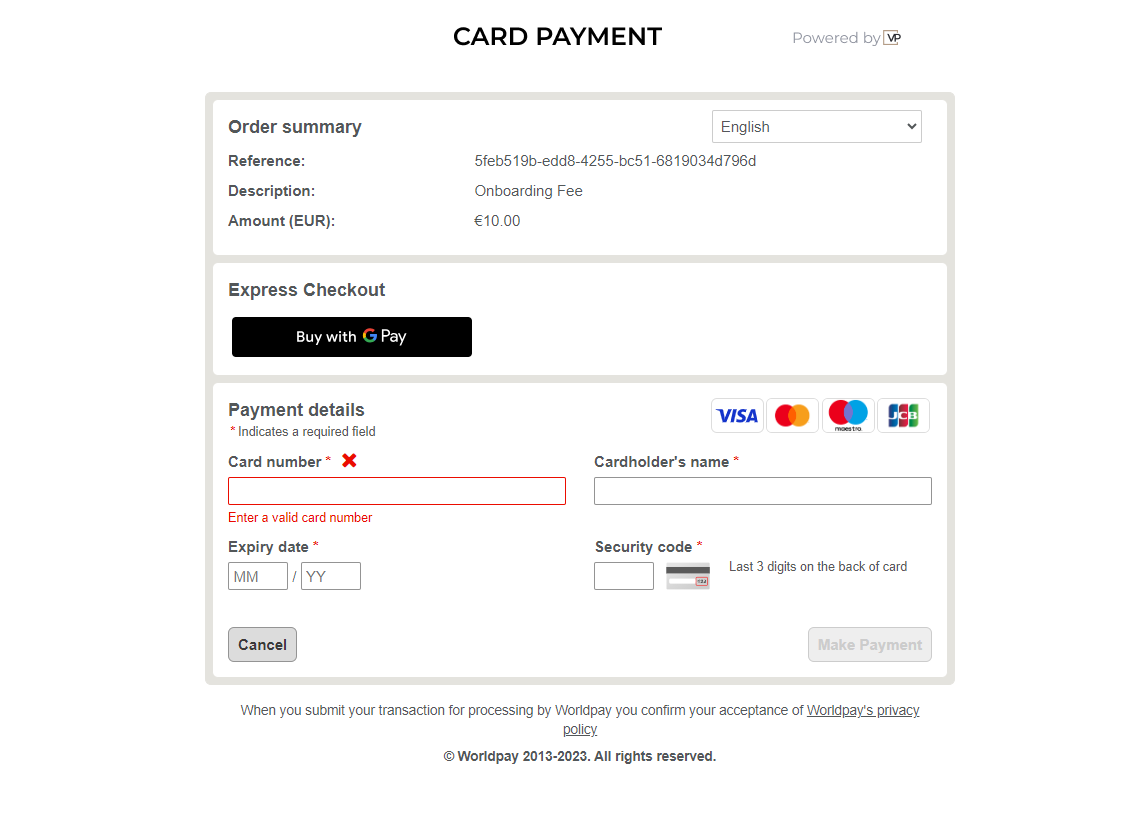 CARD PAYMENT
Powered by VP
Order summary
English
Reference: 5feb519b-edd8-4255-bc51-6819034d796d
Description: Onboarding Fee
Amount (EUR): €10.00
Express Checkout
Buy with G Pay
Payment details
VISA
maestro
JCB
* Indicates a required field
Card number *
Cardholder's name *
Enter a valid card number
Expiry date *
Security code *
MM / YY
Last 3 digits on the back of card
Cancel
Make Payment
When you submit your transaction for processing by Worldpay you confirm your acceptance of Worldpay's privacy
policy
© Worldpay 2013-2023. All rights reserved.